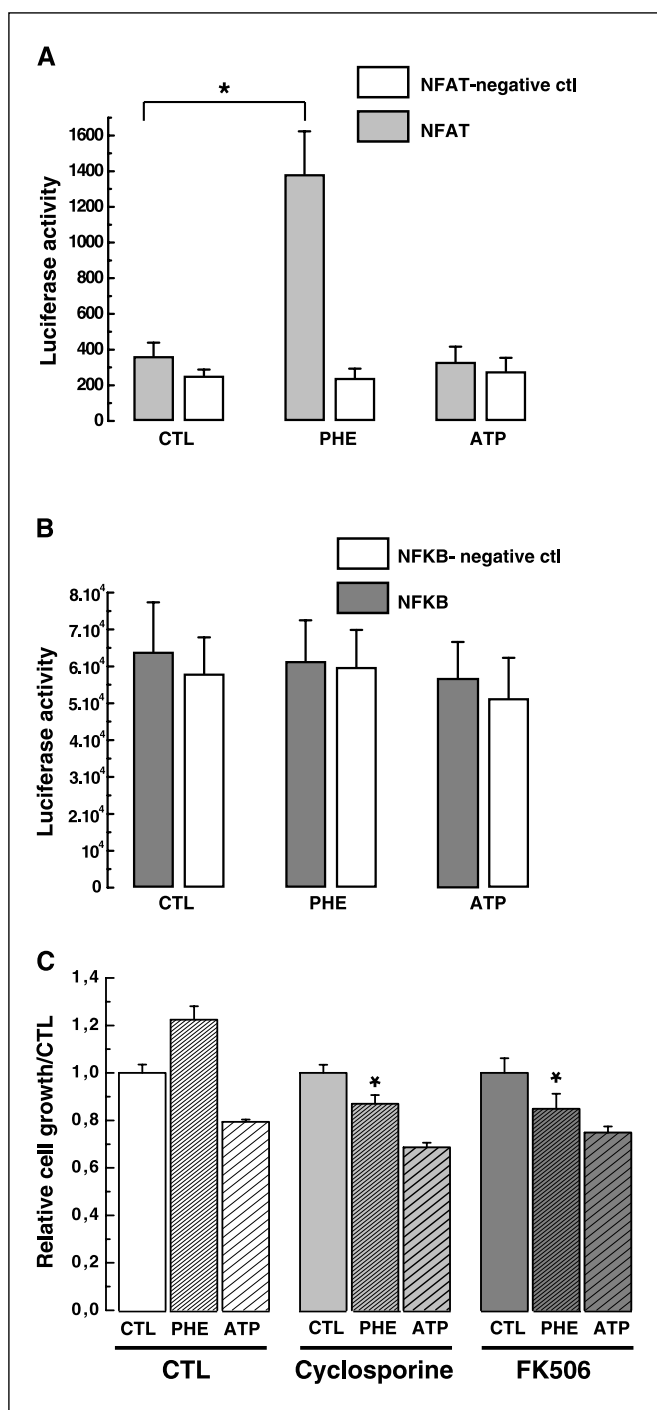 A
*
NFAT-negative ctl
NFAT
Luciferase activity
1600
1400
1200
1000
800
600
400
200
0
CTL PHE ATP
B
NFKB- negative ctl
NFKB
Luciferase activity
8.10⁴
7.10⁴
6.10⁴
5.10⁴
4.10⁴
3.10⁴
2.10⁴
10⁴
0
CTL PHE ATP
C
Relative cell growth/CTL
1,4
1,2
1,0
0,8
0,6
0,4
0,2
0,0
* *
CTL PHE ATP CTL PHE ATP CTL PHE ATP
CTL Cyclosporine FK506